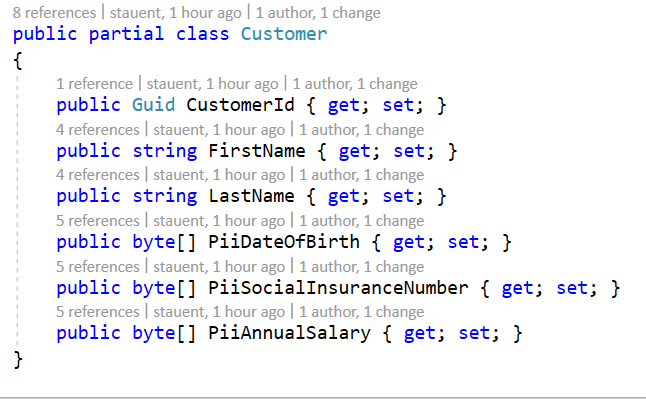 8 references | stauent, 1 hour ago | 1 author, 1 change
public partial class Customer
{
1 reference | stauent, 1 hour ago | 1 author, 1 change
public Guid CustomerId { get; set; }
4 references | stauent, 1 hour ago | 1 author, 1 change
public string FirstName { get; set; }
4 references | stauent, 1 hour ago | 1 author, 1 change
public string LastName { get; set; }
5 references | stauent, 1 hour ago | 1 author, 1 change
public byte[] PiiDateOfBirth { get; set; }
5 references | stauent, 1 hour ago | 1 author, 1 change
public byte[] PiiSocialInsuranceNumber { get; set; }
5 references | stauent, 1 hour ago | 1 author, 1 change
public byte[] PiiAnnualSalary { get; set; }
}